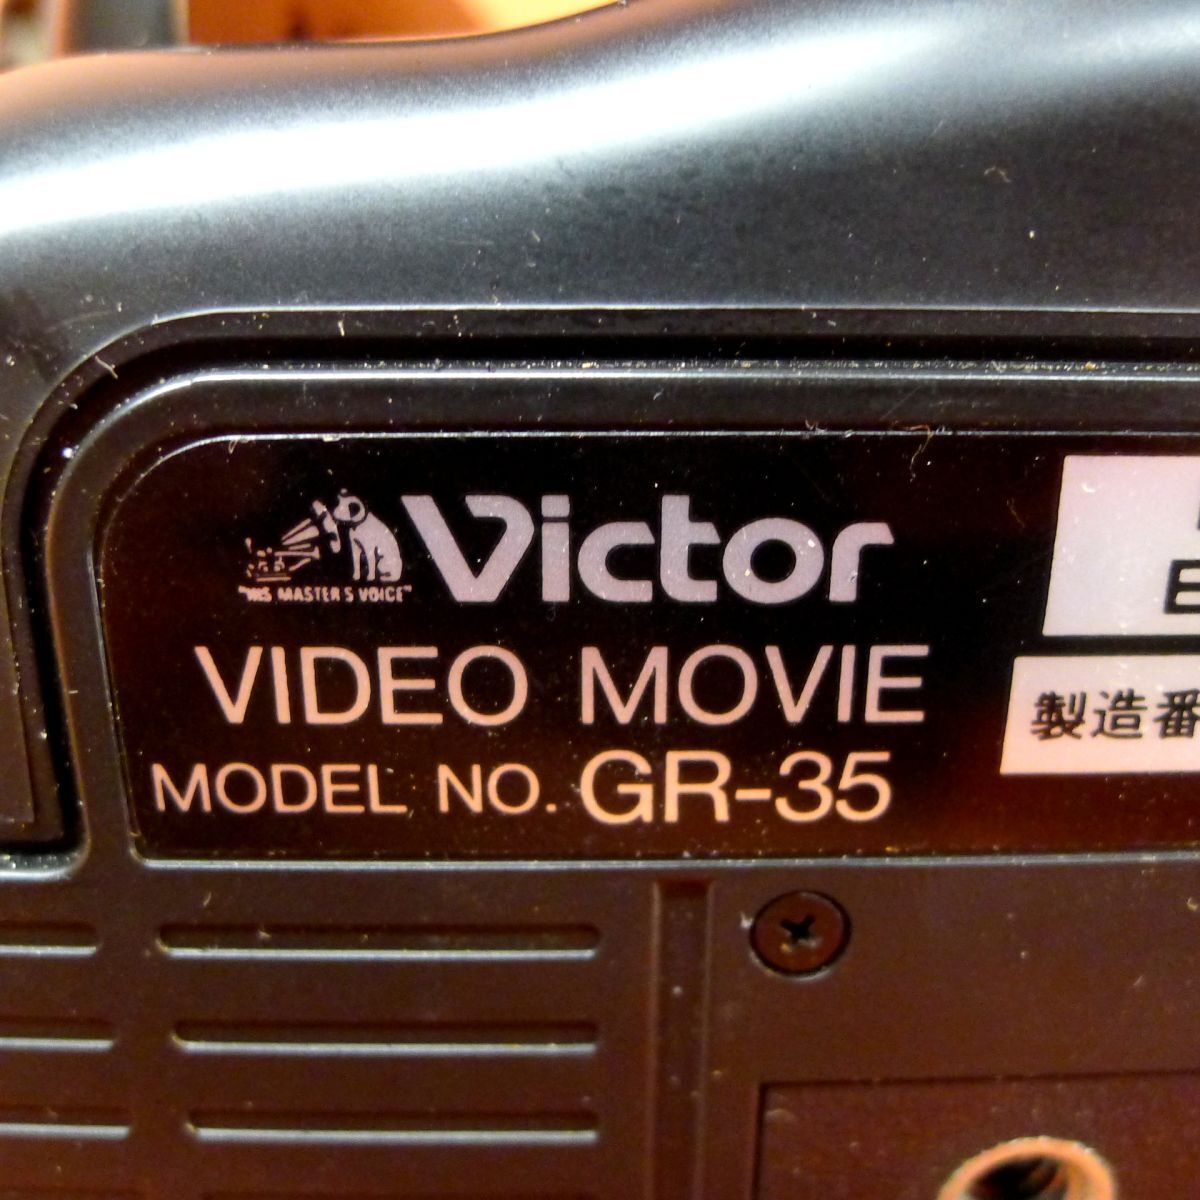 "HIS MASTER'S VOICE"
Victor
VIDEO MOVIE
MODEL NO. GR-35
製造番